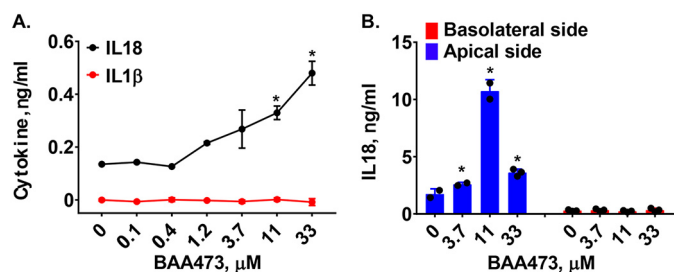 A.
IL18
IL1β
Cytokine, ng/ml
0.6
0.4
0.2
0
*
*
0 0.1 0.4 1.2 3.7 11 33
BAA473, μM
B.
Basolateral side
Apical side
IL18, ng/ml
15
10
5
0
*
*
*
0 3.7 11 33 0 3.7 11 33
BAA473, μM